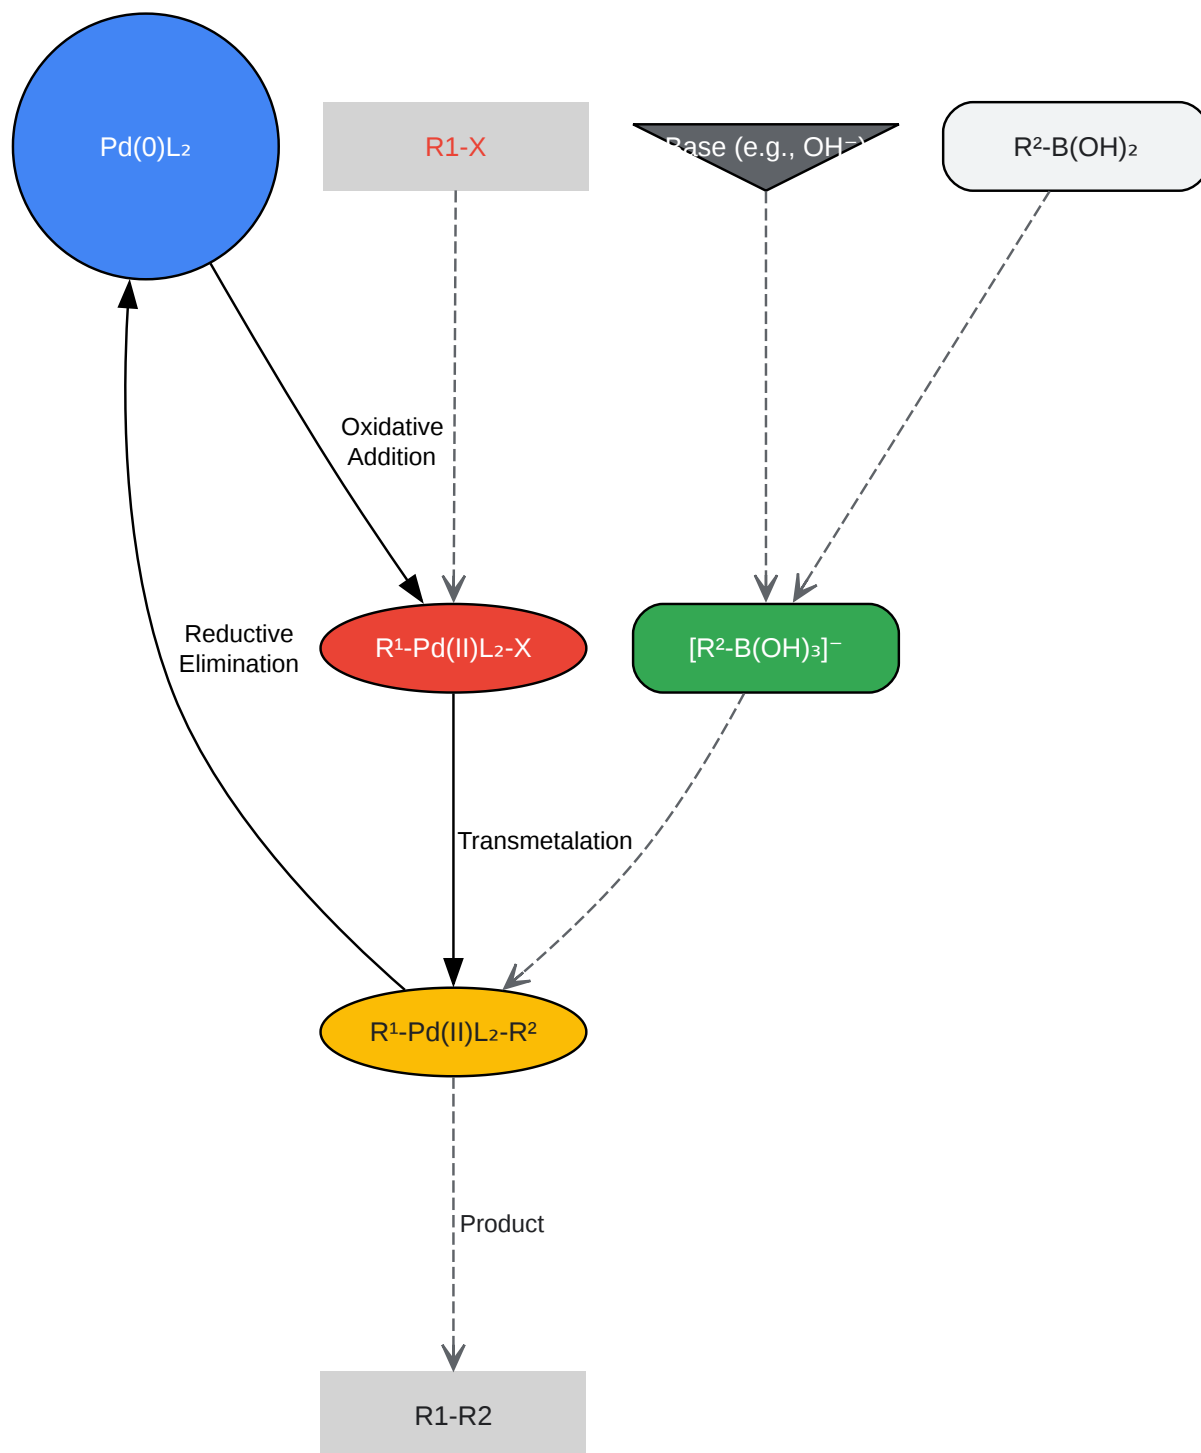 Pd(0)L₂
R1-X
Base (e.g., OH⁻)
R²-B(OH)₂
Oxidative
Addition
Reductive
Elimination
R¹-Pd(II)L₂-X
[R²-B(OH)₃]⁻
Transmetalation
R¹-Pd(II)L₂-R²
Product
R1-R2